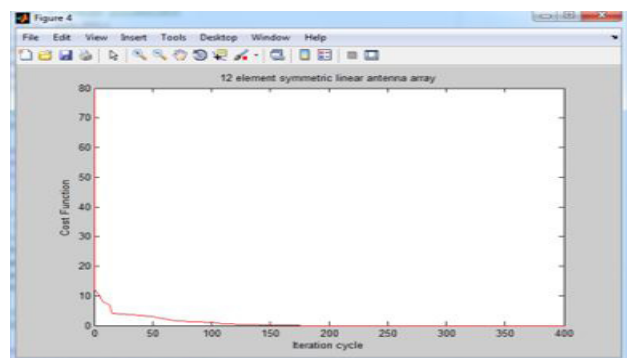 Figure 4
File Edit View Insert Tools Desktop Window Help
12 element symmetric linear antenna array
80
70
60
50
40
30
20
10
0
Cost Function
0 50 100 150 200 250 300 350 400
Iteration cycle